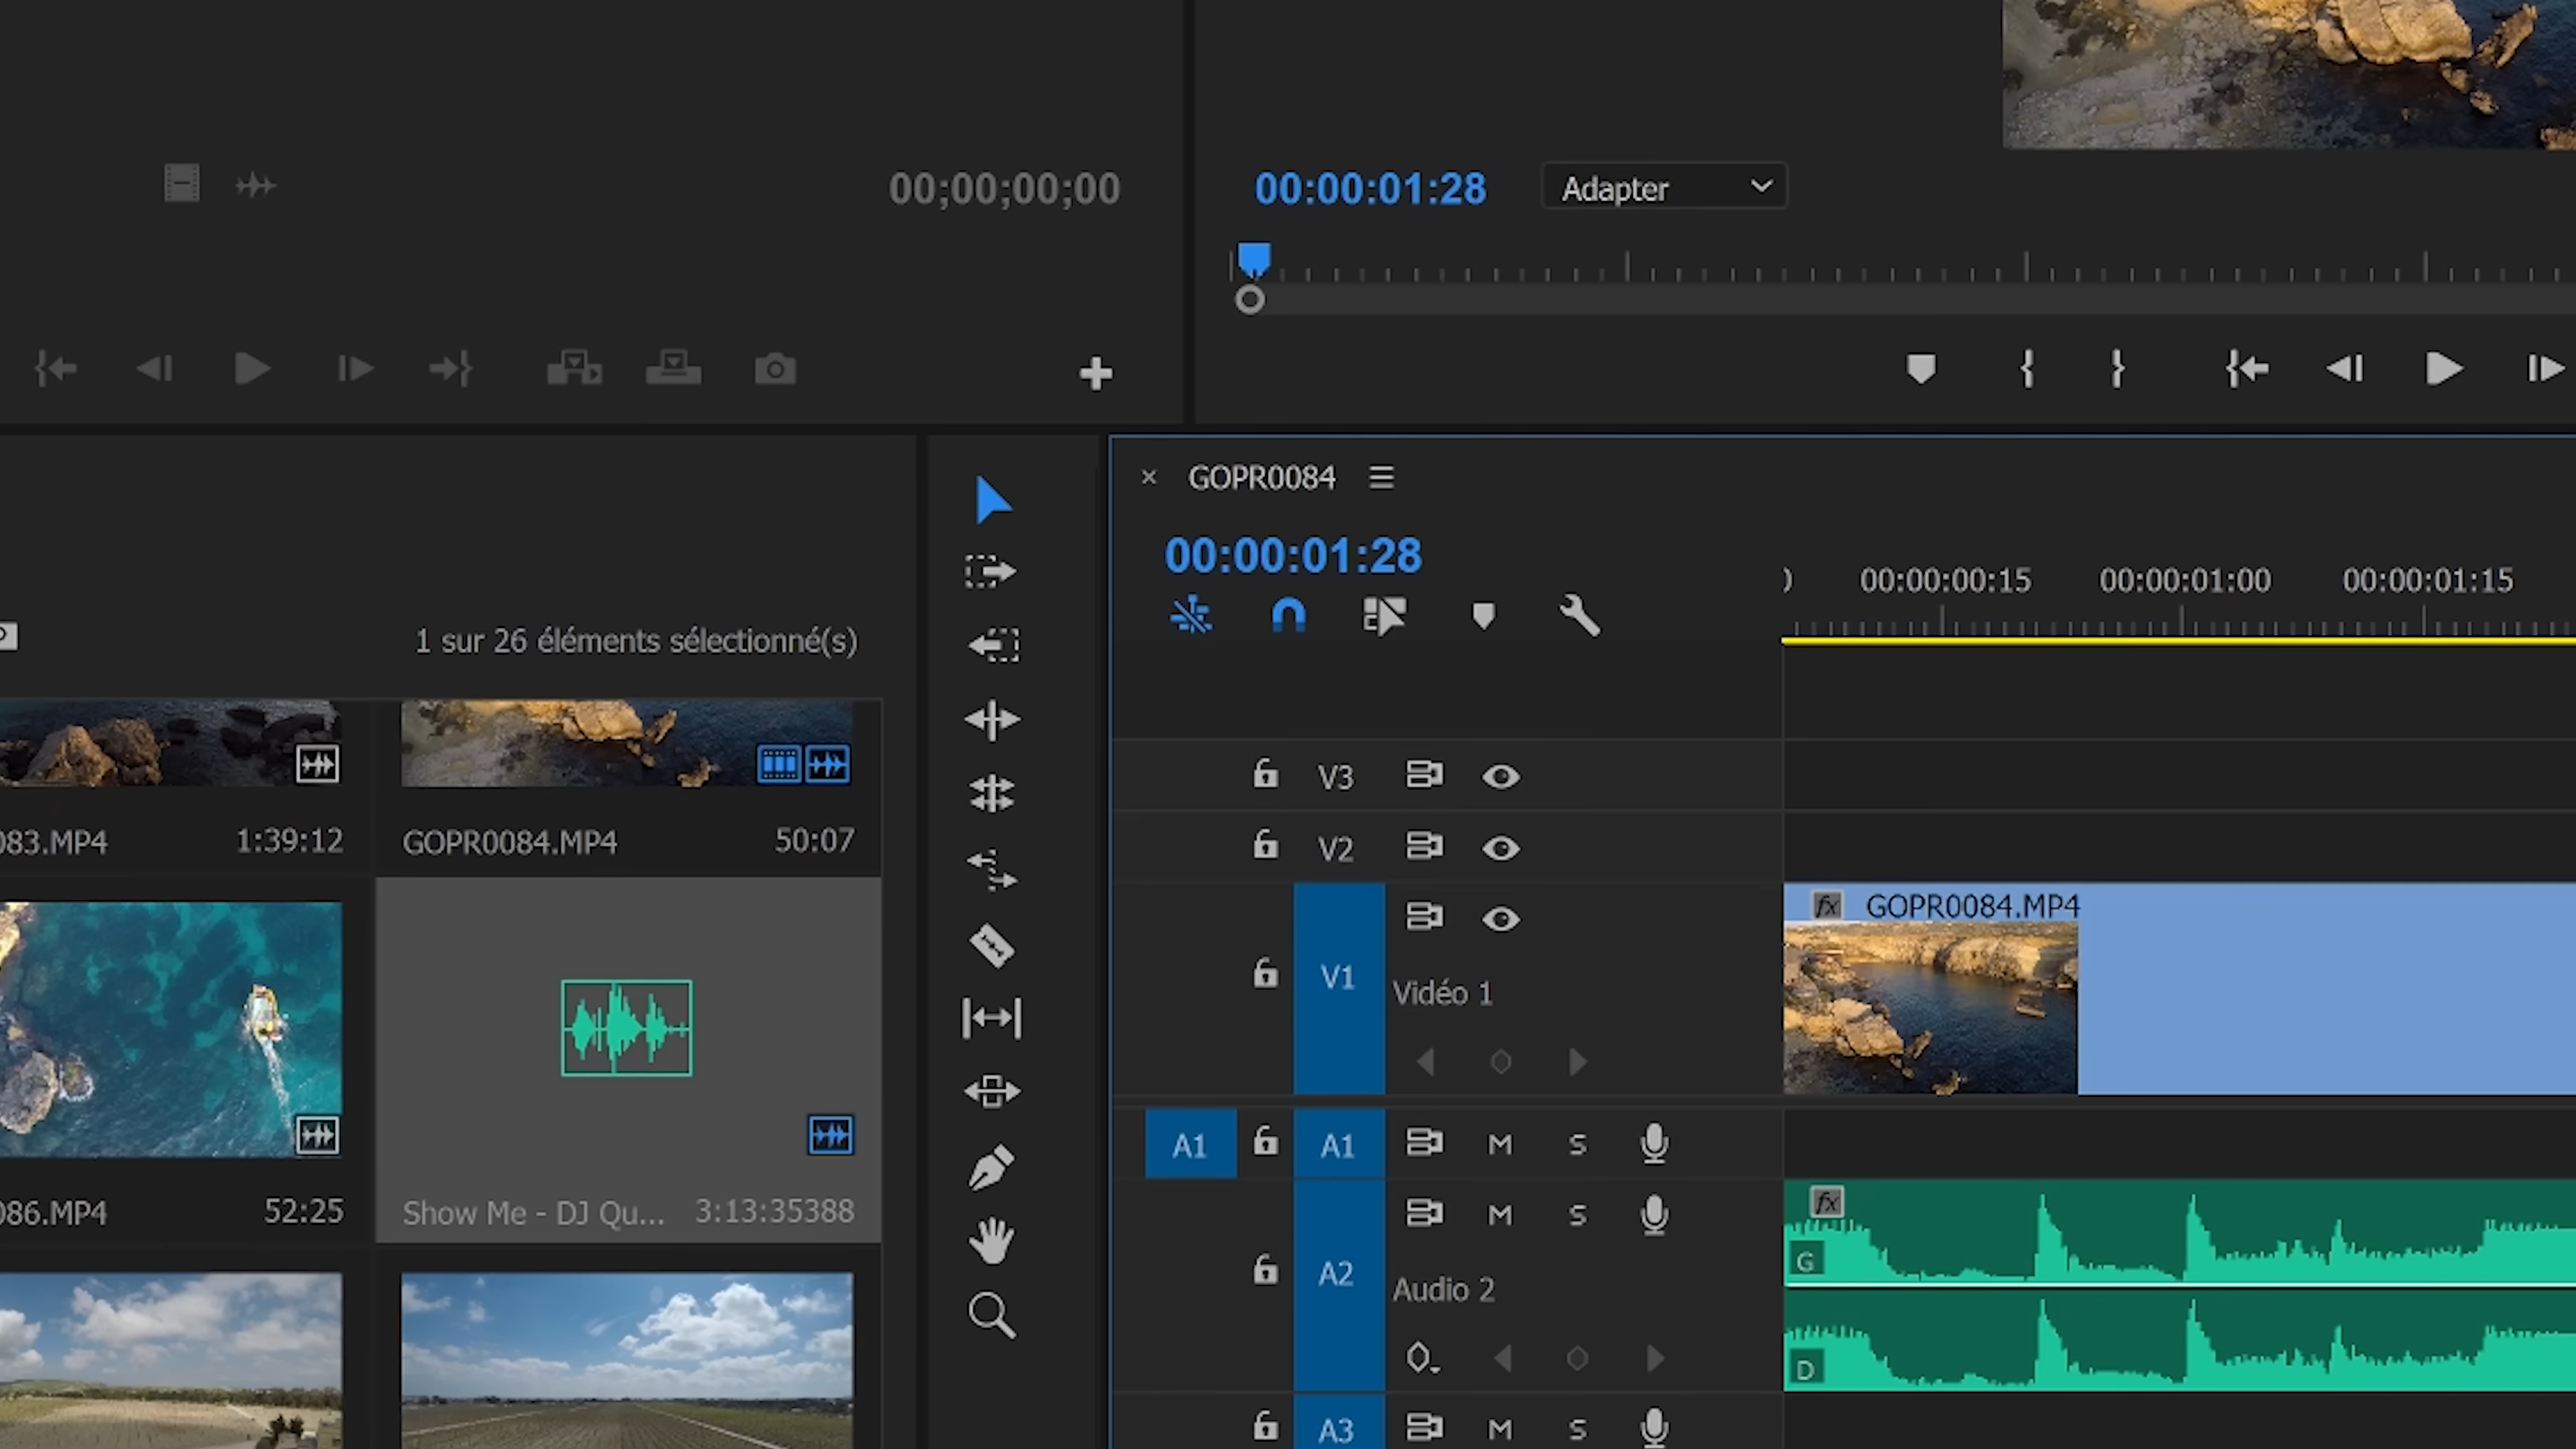 00;00;00;00
00:00:01:28
Adapter
1 sur 26 éléments sélectionné(s)
083.MP4
1:39:12
GOPR0084.MP4
50:07
086.MP4
52:25
Show Me - DJ Qu...
3:13:35388
GOPR0084
00:00:01:28
00:00:00:15
00:00:01:00
00:00:01:15
V3
V2
V1
Vidéo 1
fx GOPR0084.MP4
A1
A1
M
S
A2
M
S
Audio 2
fx
G
D
A3
M
S